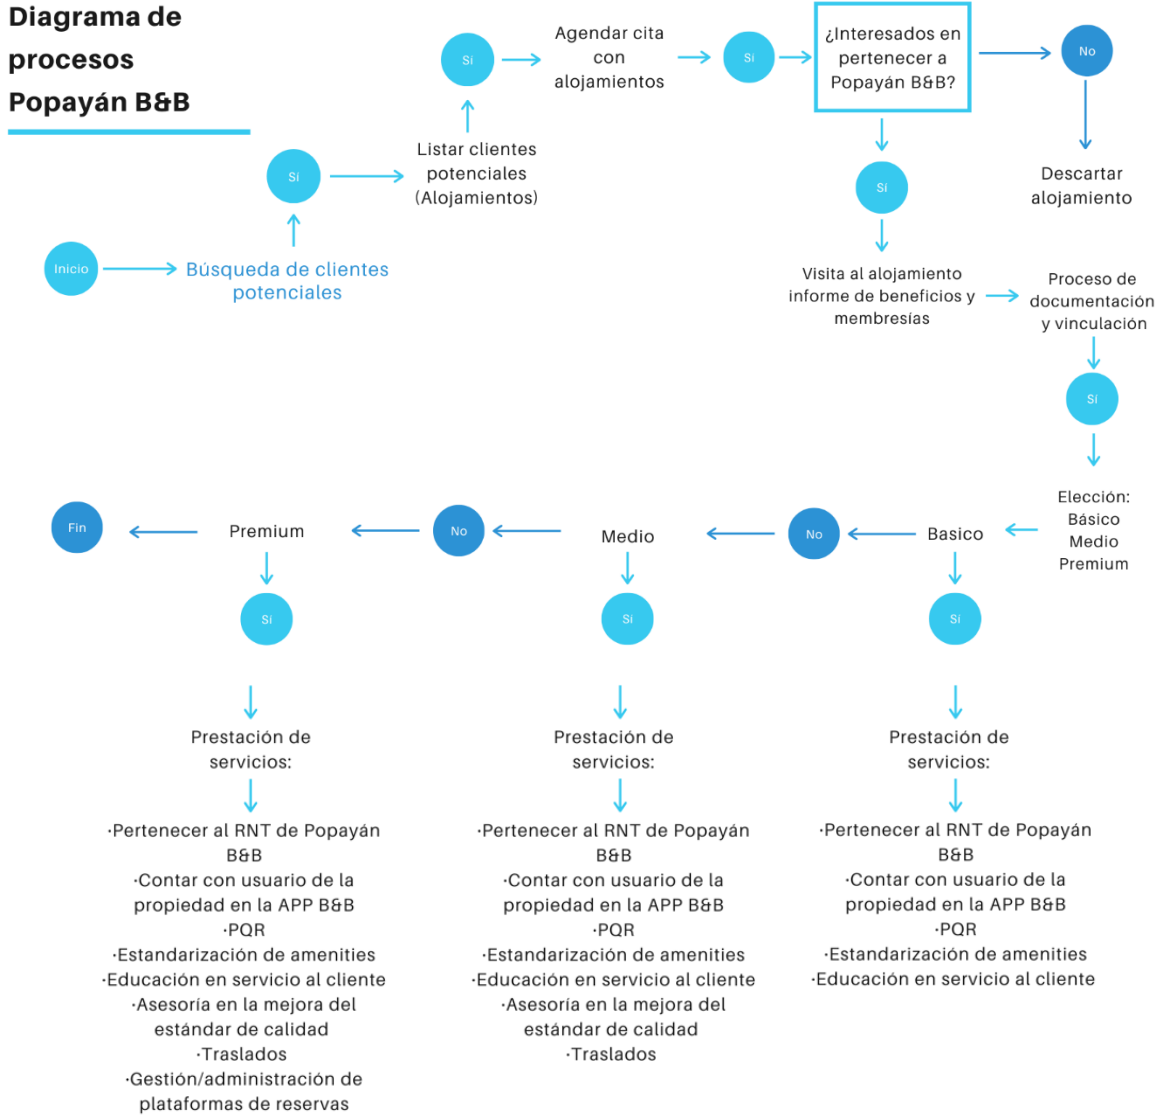 Diagrama de
procesos
Popayán B&B
Inicio
Búsqueda de clientes
potenciales
Sí
Listar clientes
potenciales
(Alojamientos)
Sí
Agendar cita
con
alojamientos
Sí
¿Interesados en
pertenecer a
Popayán B&B?
No
Descartar
alojamiento
Sí
Visita al alojamiento
informe de beneficios y
membresías
Proceso de
documentación
y vinculación
Sí
Elección:
Básico
Medio
Premium
Basico
No
Medio
No
Premium
Fin
Sí
Sí
Sí
Prestación de
servicios:
·Pertenecer al RNT de Popayán
B&B
·Contar con usuario de la
propiedad en la APP B&B
·PQR
·Estandarización de amenities
·Educación en servicio al cliente
·Asesoría en la mejora del
estándar de calidad
·Traslados
·Gestión/administración de
plataformas de reservas
Prestación de
servicios:
·Pertenecer al RNT de Popayán
B&B
·Contar con usuario de la
propiedad en la APP B&B
·PQR
·Estandarización de amenities
·Educación en servicio al cliente
·Asesoría en la mejora del
estándar de calidad
·Traslados
Prestación de
servicios:
·Pertenecer al RNT de Popayán
B&B
·Contar con usuario de la
propiedad en la APP B&B
·PQR
·Estandarización de amenities
·Educación en servicio al cliente